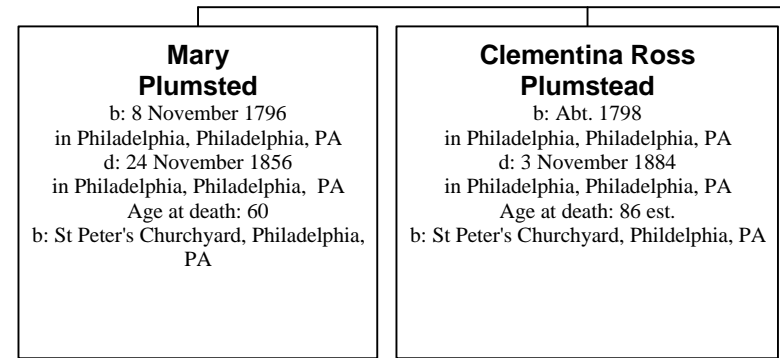 Mary
Plumsted
b: 8 November 1796
in Philadelphia, Philadelphia, PA
d: 24 November 1856
in Philadelphia, Philadelphia,  PA
Age at death: 60
b: St Peter's Churchyard, Philadelphia,
PA
Clementina Ross
Plumstead
b: Abt. 1798
in Philadelphia, Philadelphia, PA
d: 3 November 1884
in Philadelphia, Philadelphia, PA
Age at death: 86 est.
b: St Peter's Churchyard, Phildelphia, PA